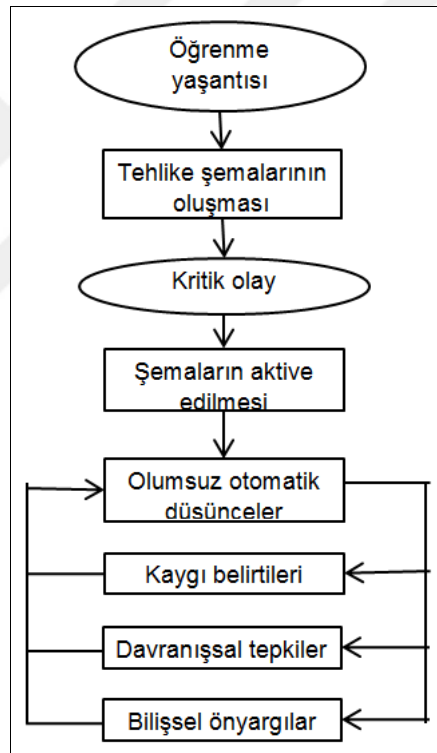 Öğrenme
yaşantısı
Tehlike şemalarının
oluşması
Kritik olay
Şemaların aktive
edilmesi
Olumsuz otomatik
düşünceler
Kaygı belirtileri
Davranışsal tepkiler
Bilişsel önyargılar